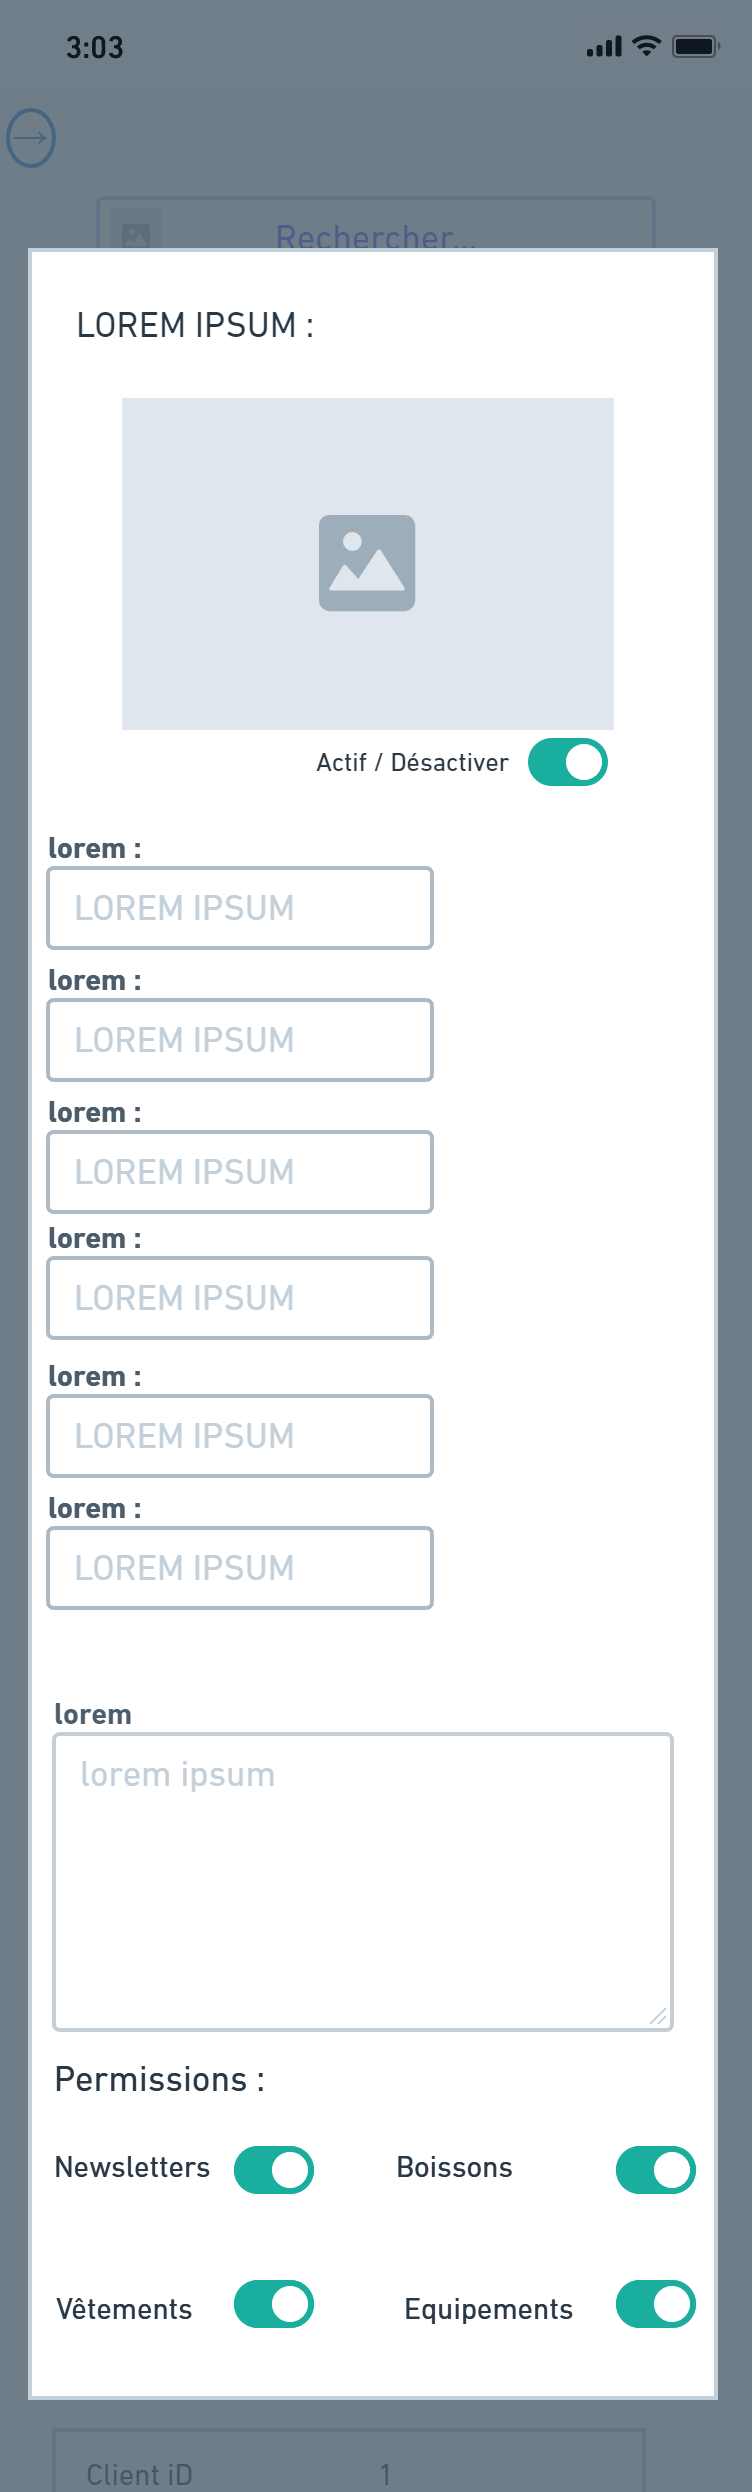 3:03
Rechercher...
LOREM IPSUM :
Actif / Désactiver
lorem :
LOREM IPSUM
lorem :
LOREM IPSUM
lorem :
LOREM IPSUM
lorem :
LOREM IPSUM
lorem :
LOREM IPSUM
lorem :
LOREM IPSUM
lorem
lorem ipsum
Permissions :
Newsletters Boissons
Vêtements Equipements
Client iD 1